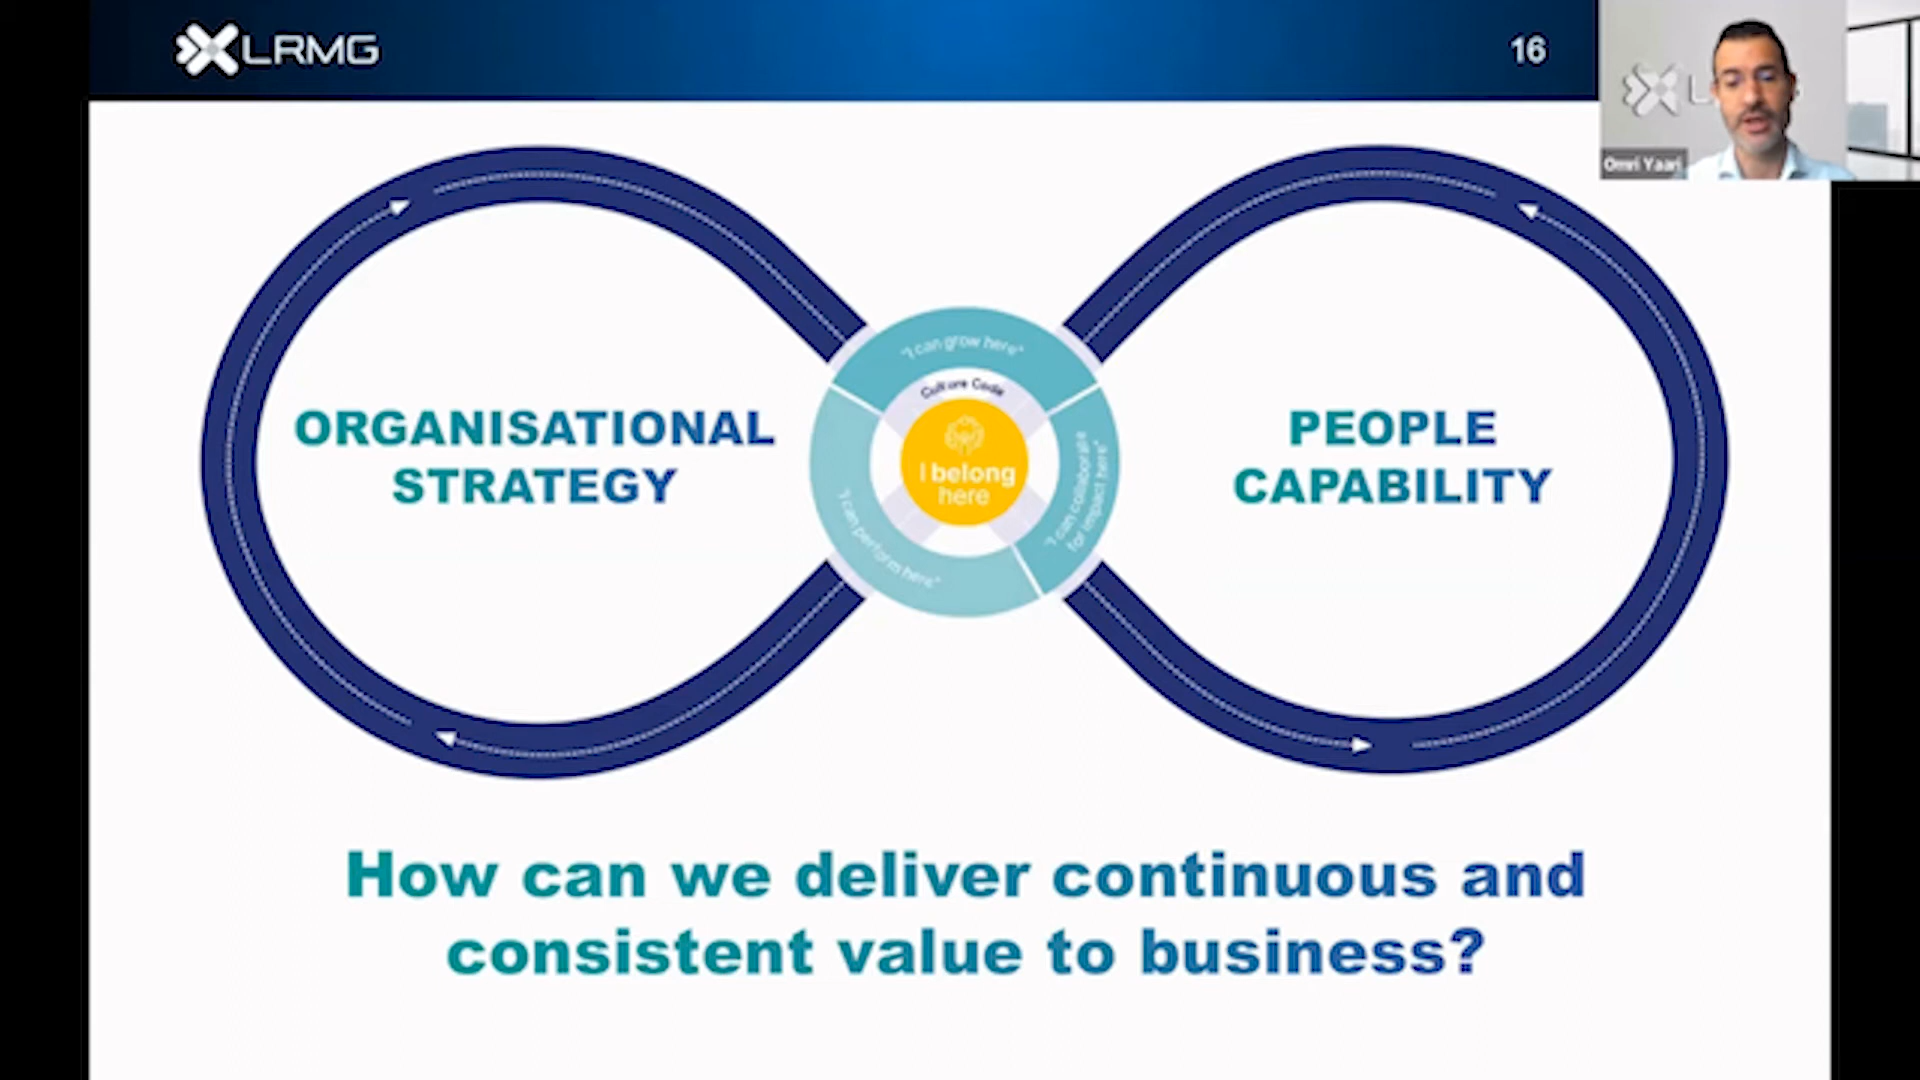 LRMG
16
Omri Yaari
"I can grow here"
Culture Code
ORGANISATIONAL
STRATEGY
I belong
here
"I can collaborate
for impact here"
"I can perform here"
PEOPLE
CAPABILITY
How can we deliver continuous and
consistent value to business?